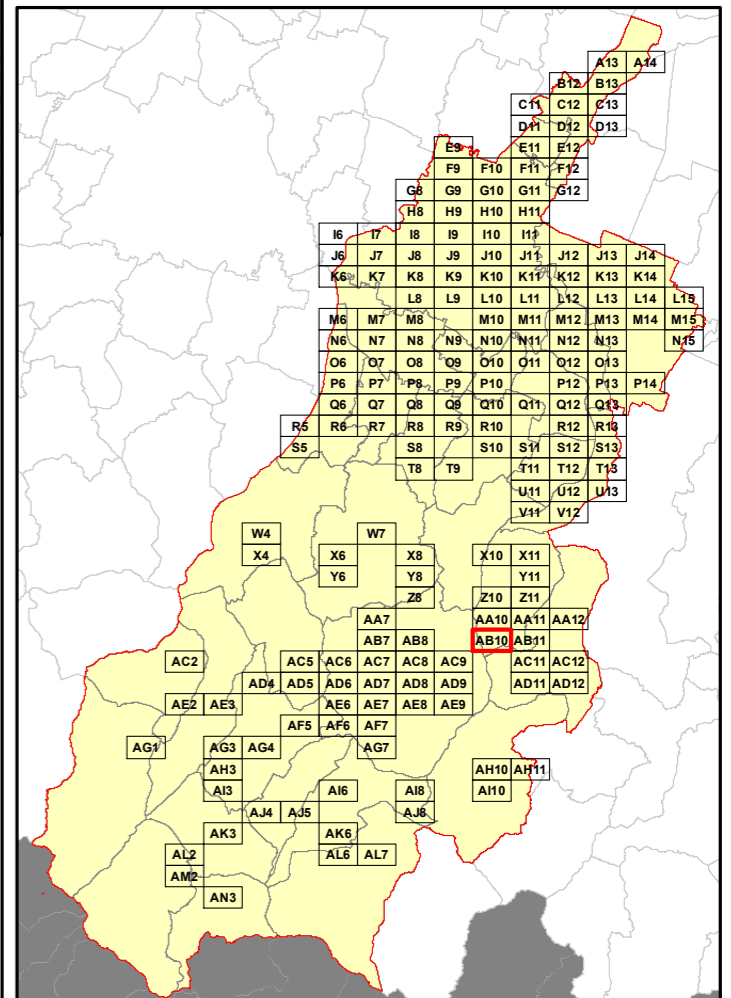 A13 A14
B12 B13
C11 C12 C13
D11 D12 D13
E9 E11 E12
F9 F10 F11 F12
G8 G9 G10 G11 G12
H8 H9 H10 H11
I6 I7 I8 I9 I10 I11
J6 J7 J8 J9 J10 J11 J12 J13 J14
K6 K7 K8 K9 K10 K11 K12 K13 K14
L8 L9 L10 L11 L12 L13 L14 L15
M6 M7 M8 M10 M11 M12 M13 M14 M15
N6 N7 N8 N9 N10 N11 N12 N13 N15
O6 O7 O8 O9 O10 O11 O12 O13
P6 P7 P8 P9 P10 P12 P13 P14
Q6 Q7 Q8 Q9 Q10 Q11 Q12 Q13
R5 R6 R7 R8 R9 R10 R12 R13
S5 S8 S10 S11 S12 S13
T8 T9 T11 T12 T13
U11 U12 U13
V11 V12
W4 W7
X4 X6 X8 X10 X11
Y6 Y8 Y11
Z8 Z10 Z11
AA7 AA10 AA11 AA12
AB7 AB8 AB10 AB11
AC2 AC5 AC6 AC7 AC8 AC9 AC11 AC12
AD4 AD5 AD6 AD7 AD8 AD9 AD11 AD12
AE2 AE3 AE6 AE7 AE8 AE9
AF5 AF6 AF7
AG1 AG3 AG4 AG7
AH3 AH10 AH11
AI3 AI6 AI8 AI10
AJ4 AJ5 AJ8
AK3 AK6
AL2 AL6 AL7
AM2
AN3